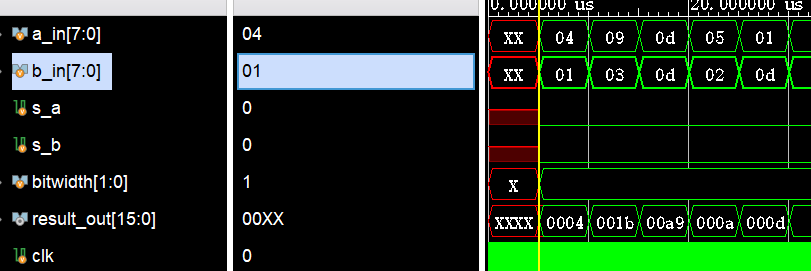 0.000000 us 20.000000 us
a_in[7:0] 04 XX 04 09 0d 05 01
b_in[7:0] 01 XX 01 03 0d 02 0d
s_a 0
s_b 0
bitwidth[1:0] 1 X
result_out[15:0] 00XX XXXX 0004 001b 00a9 000a 000d
clk 0